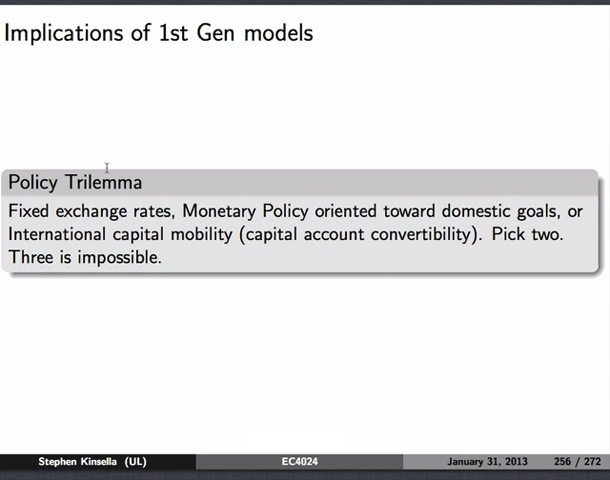 Implications of 1st Gen models
Policy Trilemma
Fixed exchange rates, Monetary Policy oriented toward domestic goals, or
International capital mobility (capital account convertibility). Pick two.
Three is impossible.
Stephen Kinsella (UL) EC4024 January 31, 2013 256 / 272